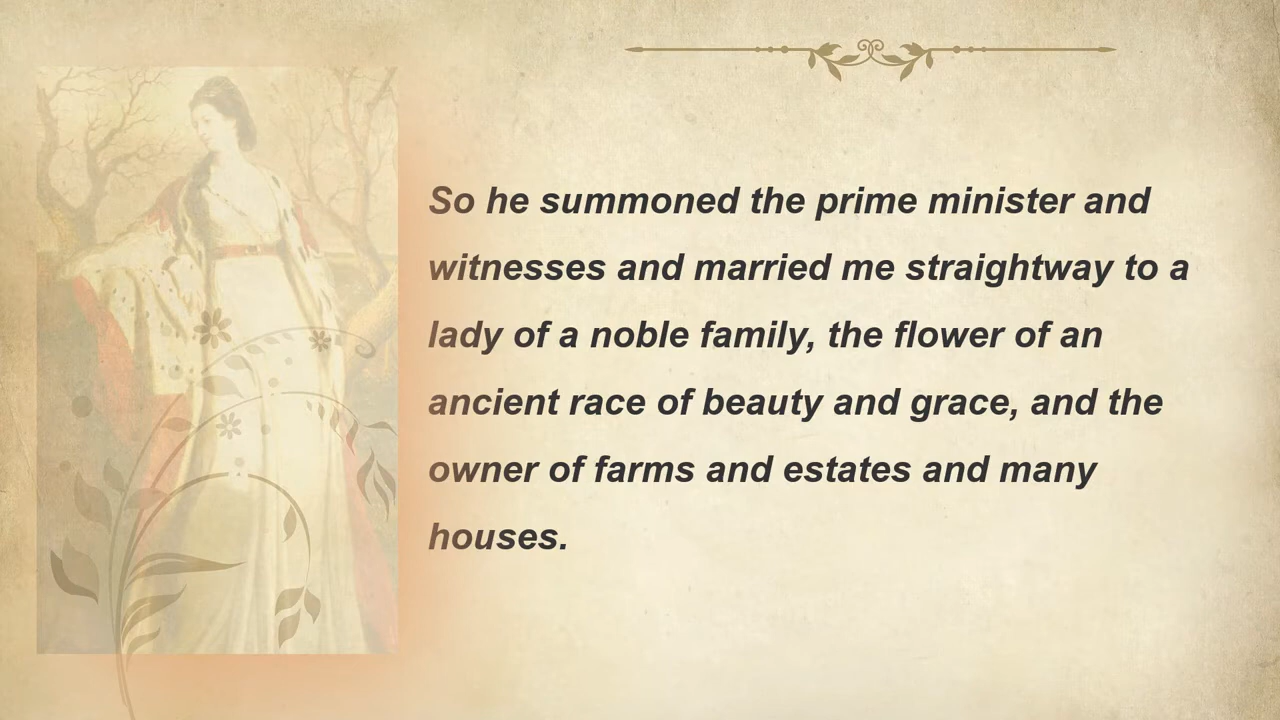 So he summoned the prime minister and
witnesses and married me straightway to a
lady of a noble family, the flower of an
ancient race of beauty and grace, and the
owner of farms and estates and many
houses.